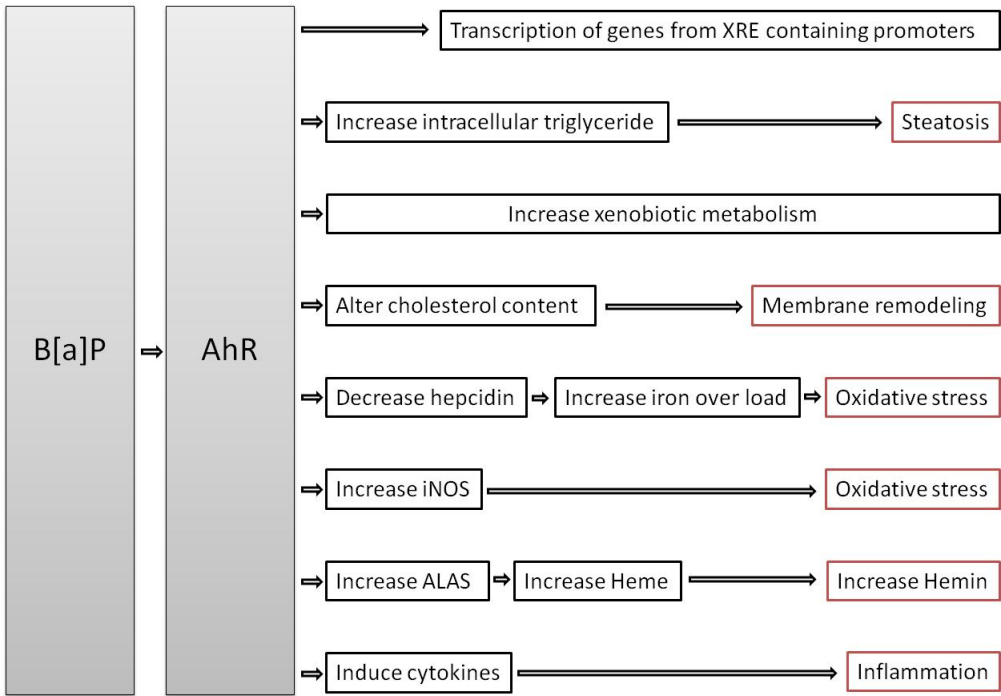 B[a]P
AhR
Transcription of genes from XRE containing promoters
Increase intracellular triglyceride
Steatosis
Increase xenobiotic metabolism
Alter cholesterol content
Membrane remodeling
Decrease hepcidin
Increase iron over load
Oxidative stress
Increase iNOS
Oxidative stress
Increase ALAS
Increase Heme
Increase Hemin
Induce cytokines
Inflammation